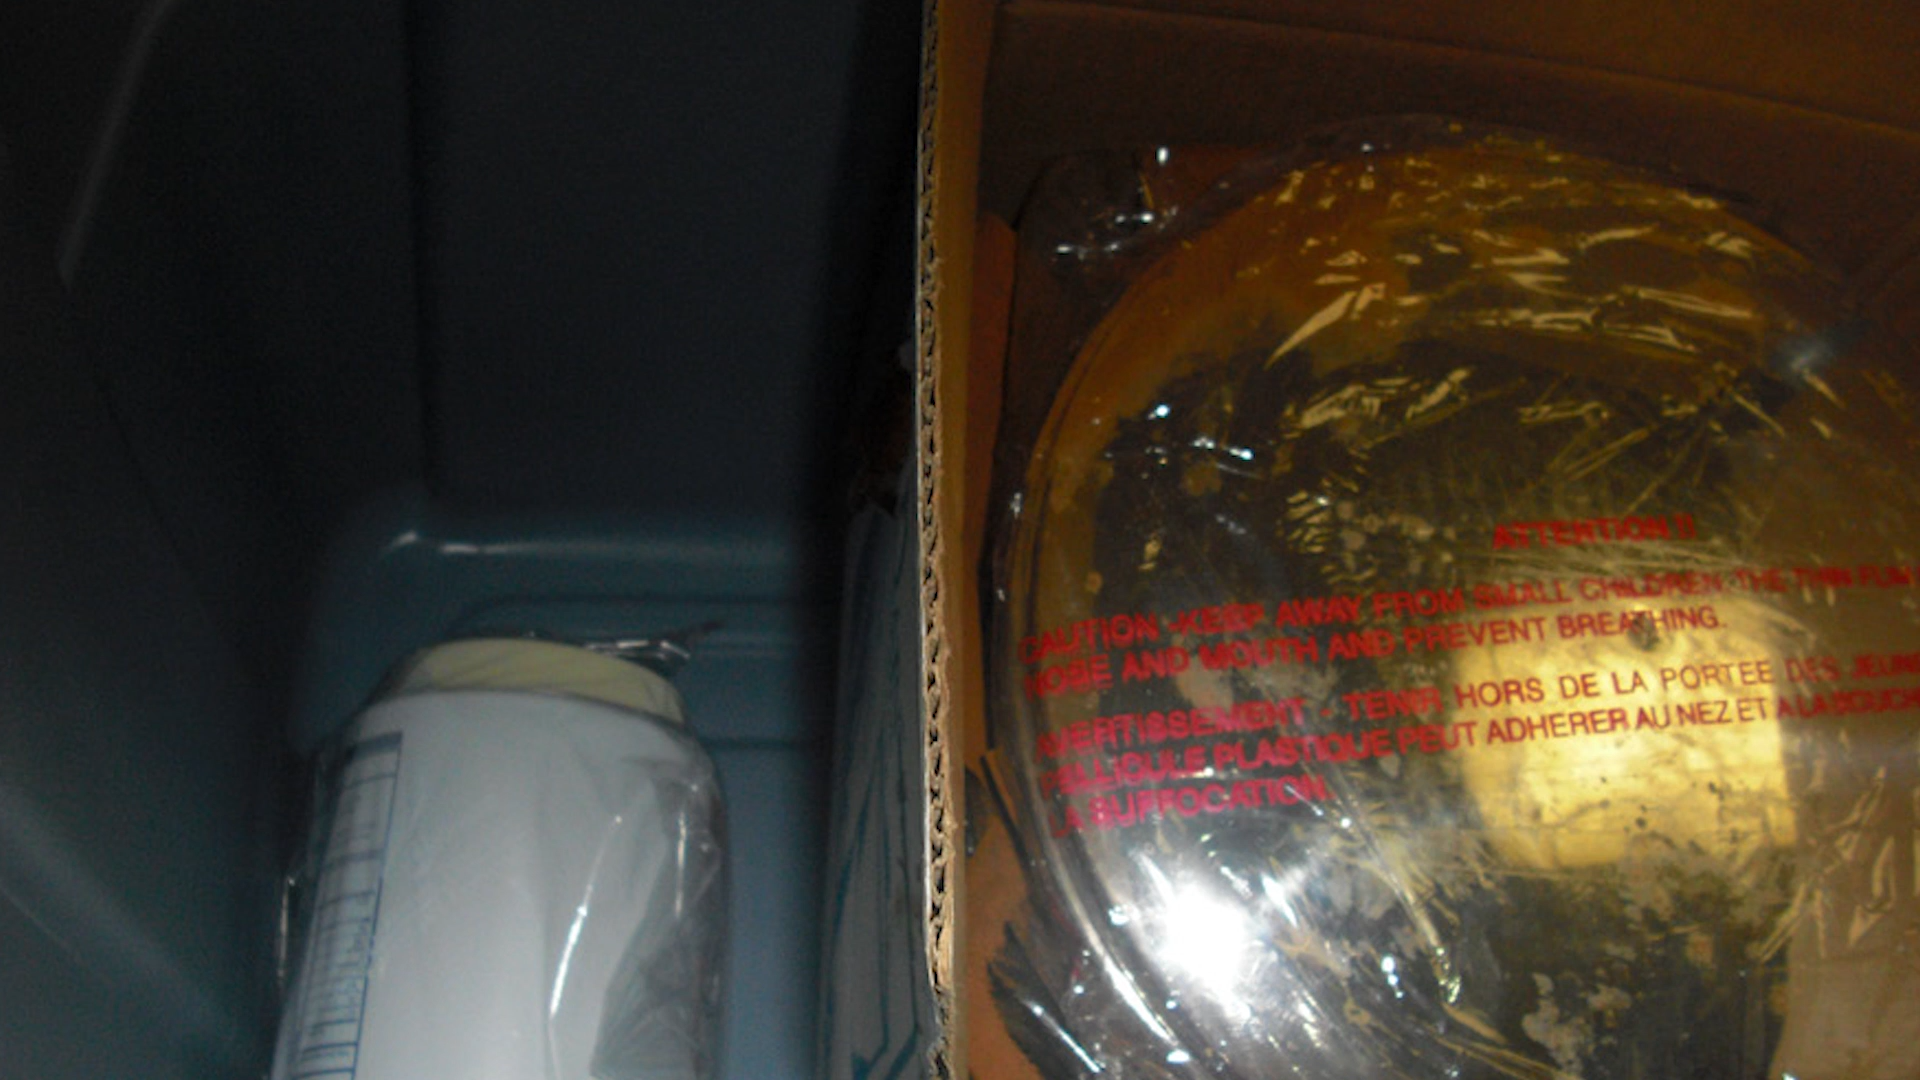 ATTENTION !!
CAUTION -KEEP AWAY FROM SMALL CHILDREN. THE THIN FILM
NOSE AND MOUTH AND PREVENT BREATHING.
AVERTISSEMENT - TENIR HORS DE LA PORTEE DES
PELLICULE PLASTIQUE PEUT ADHERER AU NEZ ET A LA
LA SUFFOCATION.